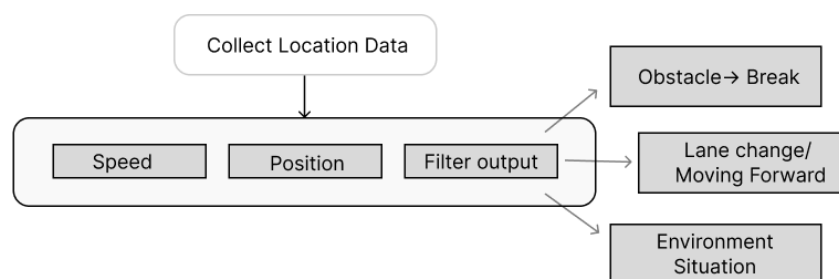 Collect Location Data
Obstacle→ Break
Speed
Position
Filter output
Lane change/
Moving Forward
Environment
Situation